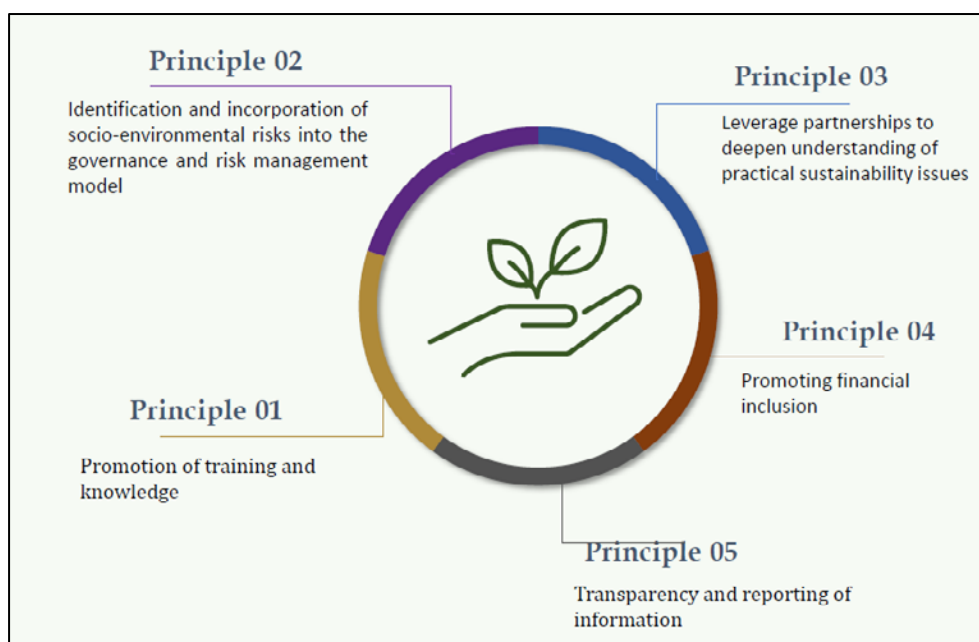 Principle 02
Identification and incorporation of
socio-environmental risks into the
governance and risk management
model
Principle 03
Leverage partnerships to
deepen understanding of
practical sustainability issues
Principle 04
Promoting financial
inclusion
Principle 01
Promotion of training and
knowledge
Principle 05
Transparency and reporting of
information